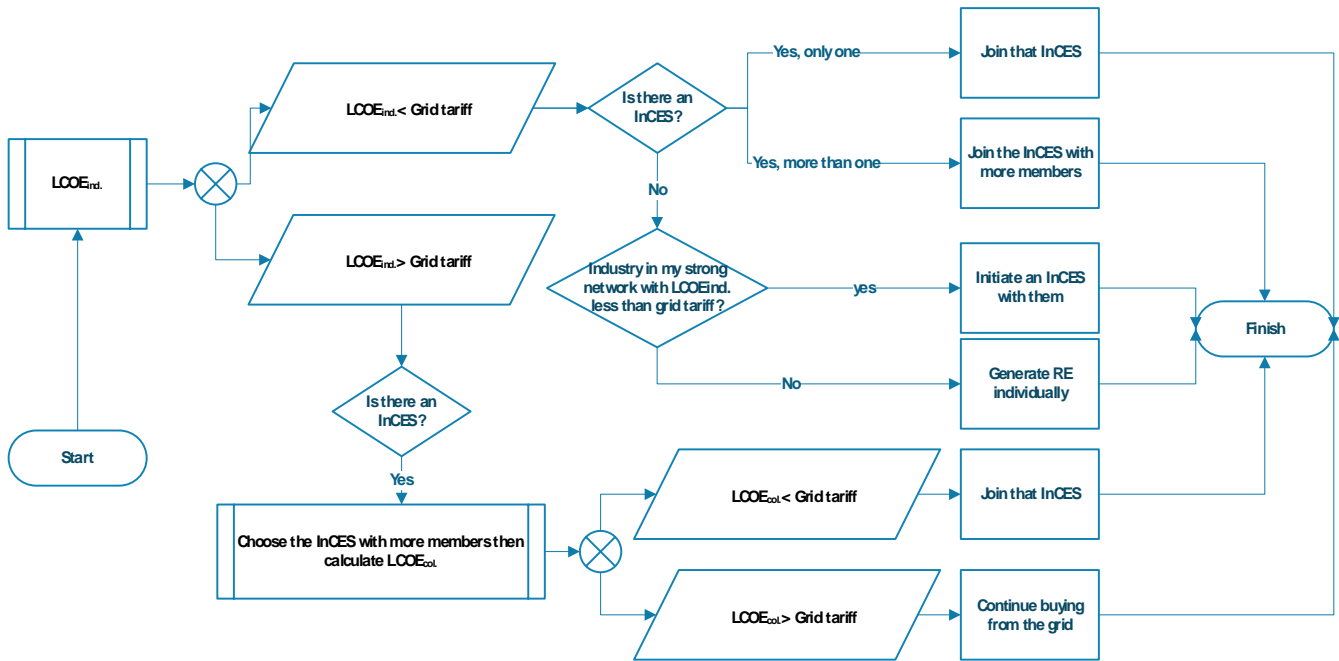 Start
LCOEind.
LCOEind.< Grid tariff
LCOEind.> Grid tariff
Is there an
InCES?
Yes, only one
Join that InCES
Yes, more than one
Join the InCES with
more members
No
Industry in my strong
network with LCOEind.
less than grid tariff?
yes
Initiate an InCES
with them
No
Generate RE
individually
Finish
Is there an
InCES?
Yes
Choose the InCES with more members then
calculate LCOEcol.
LCOEcol.< Grid tariff
Join that InCES
LCOEcol.> Grid tariff
Continue buying
from the grid